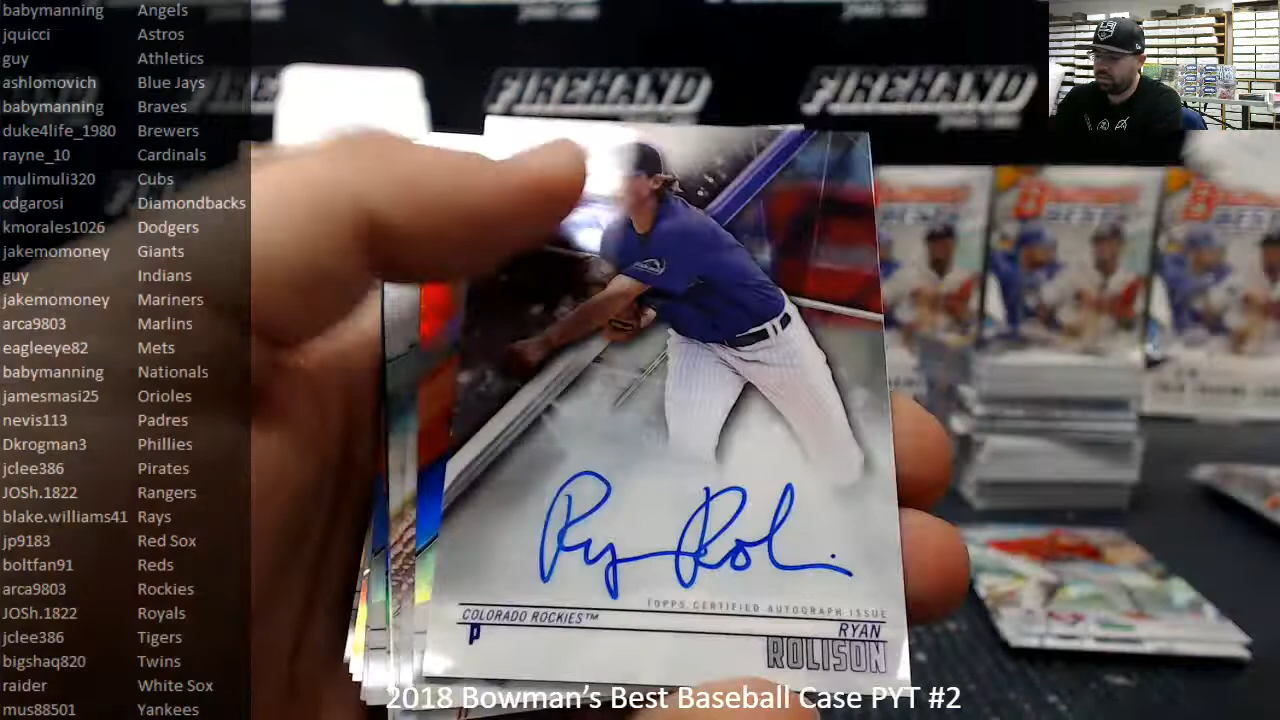 babymanning Angels
jquicci Astros
guy Athletics
ashlomovich Blue Jays
babymanning Braves
duke4life_1980 Brewers
rayne_10 Cardinals
mulimuli320 Cubs
cdgarosi Diamondbacks
kmorales1026 Dodgers
jakemomoney Giants
guy Indians
jakemomoney Mariners
arca9803 Marlins
eagleeye82 Mets
babymanning Nationals
jamesmasi25 Orioles
nevis113 Padres
Dkrogman3 Phillies
jclee386 Pirates
JOSh.1822 Rangers
blake.williams41 Rays
jp9183 Red Sox
boltfan91 Reds
arca9803 Rockies
JOSh.1822 Royals
jclee386 Tigers
bigshaq820 Twins
raider White Sox
mus88501 Yankees
FIREHAND
FIREHAND
Ryan Roli
TOPPS CERTIFIED AUTOGRAPH ISSUE
COLORADO ROCKIES™
RYAN
P
ROLISON
2018 Bowman's Best Baseball Case PYT #2